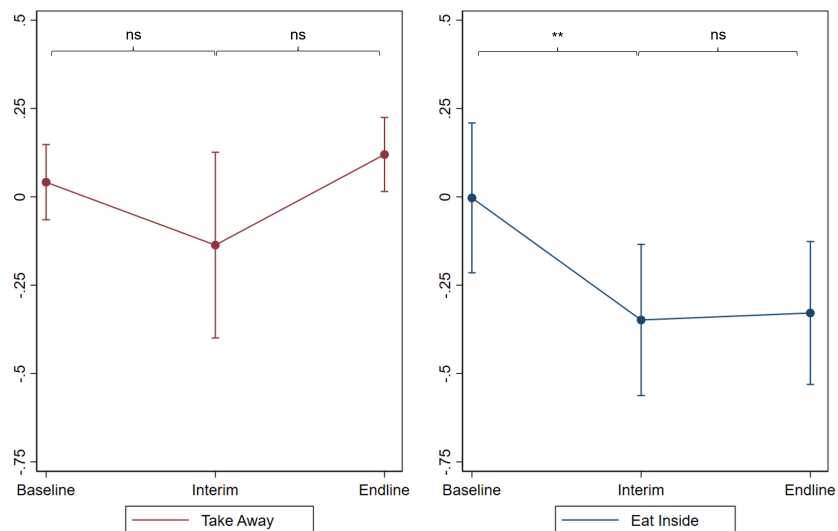 ns ns
** ns
.5 .5
.25 .25
0 0
-.25 -.25
-.5 -.5
-.75 -.75
Baseline Interim Endline
Baseline Interim Endline
Take Away
Eat Inside